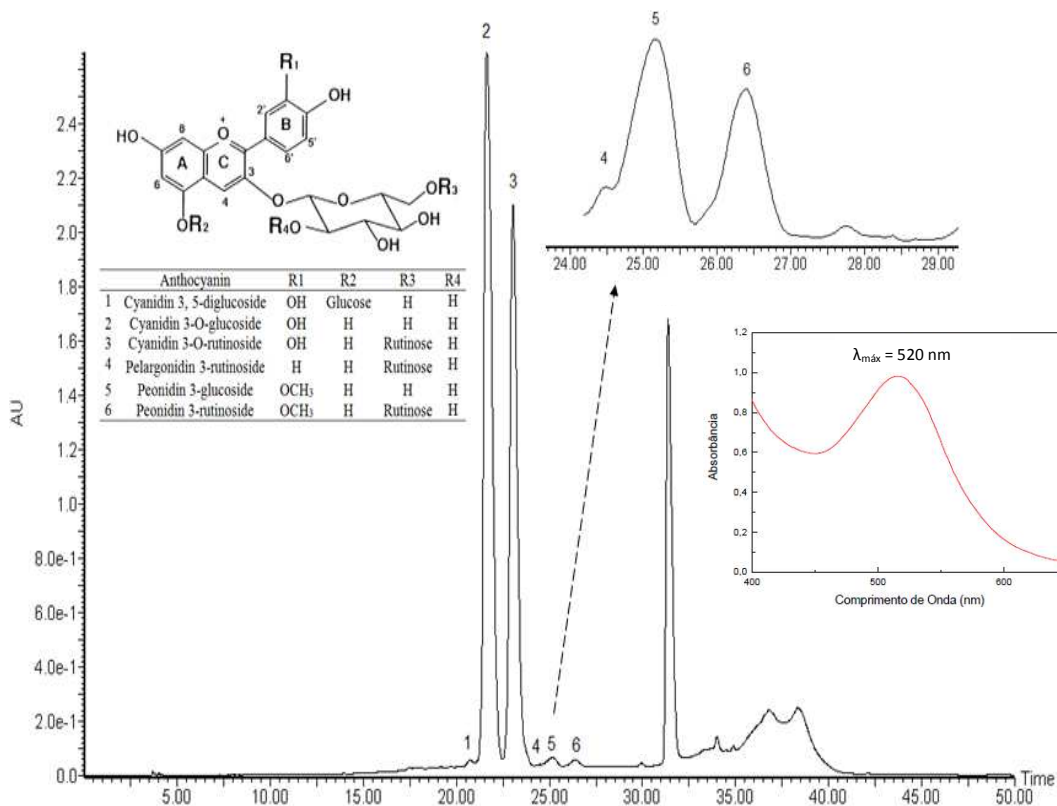 2
5
6
4
3
R1
OH
2'
B
5'
6'
HO
8
O+
A
C
6
4
3
O
O
OR3
OR2
R4O
OH
OH
Anthocyanin R1 R2 R3 R4
1 Cyanidin 3, 5-diglucoside OH Glucose H H
2 Cyanidin 3-O-glucoside OH H H H
3 Cyanidin 3-O-rutinoside OH H Rutinose H
4 Pelargonidin 3-rutinoside H H Rutinose H
5 Peonidin 3-glucoside OCH3 H H H
6 Peonidin 3-rutinoside OCH3 H Rutinose H
24.00 25.00 26.00 27.00 28.00 29.00
λmáx = 520 nm
1,2
1,0
0,8
0,6
0,4
0,2
0,0
Absorbância
400 500 600
Comprimento de Onda (nm)
AU
2.4
2.2
2.0
1.8
1.6
1.4
1.2
1.0
8.0e-1
6.0e-1
4.0e-1
2.0e-1
0.0
1 4 5 6
5.00 10.00 15.00 20.00 25.00 30.00 35.00 40.00 45.00 50.00
Time